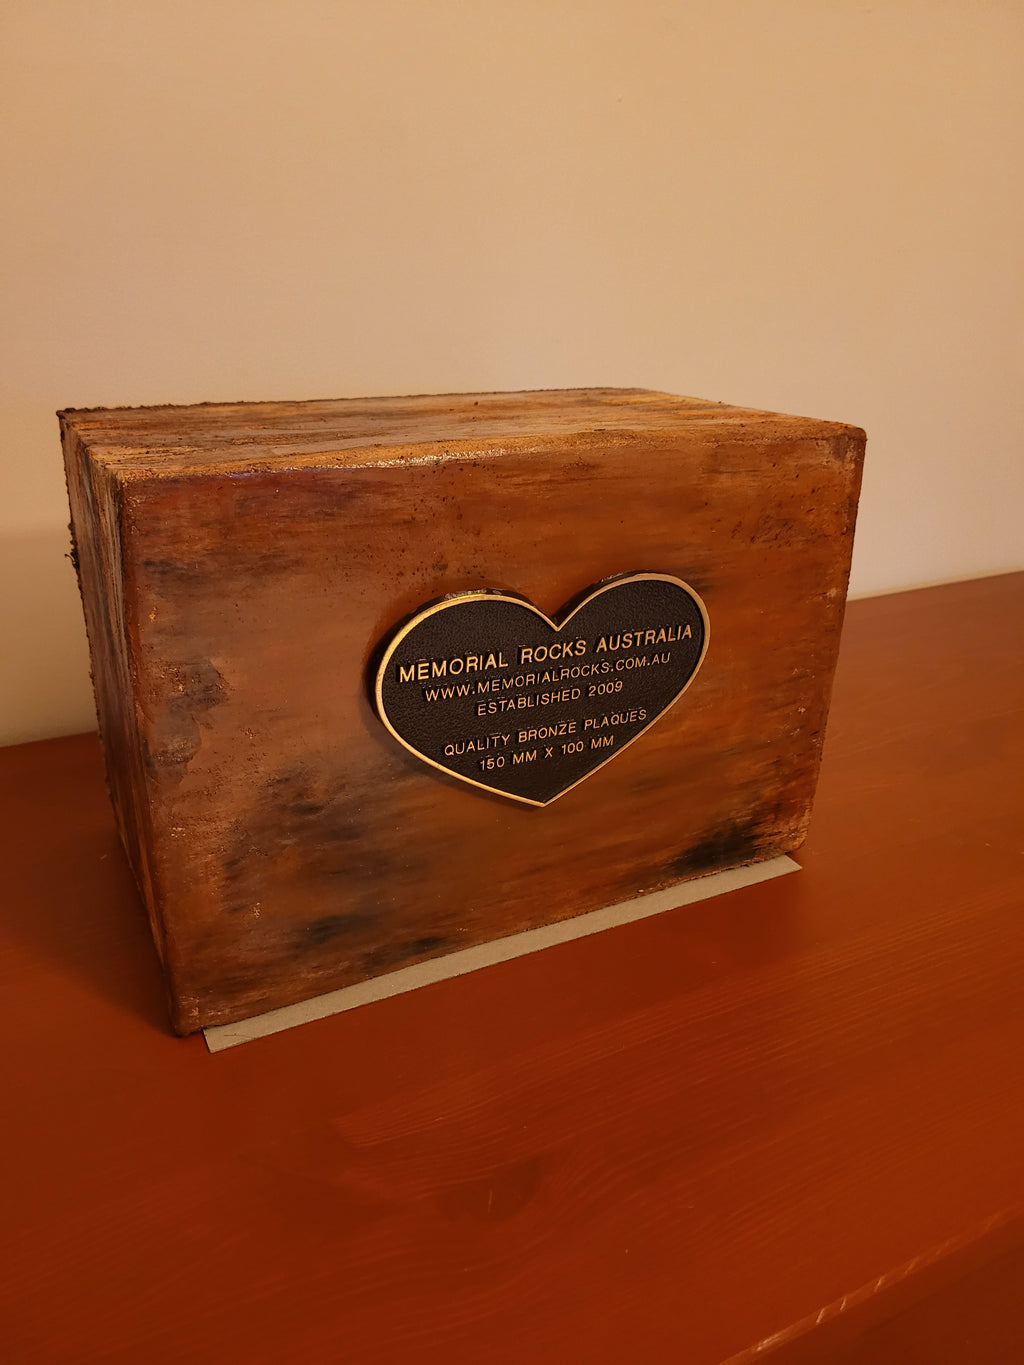 MEMORIAL ROCKS AUSTRALIA
WWW.MEMORIALROCKS.COM.AU
ESTABLISHED 2009
QUALITY BRONZE PLAQUES
150 MM X 100 MM